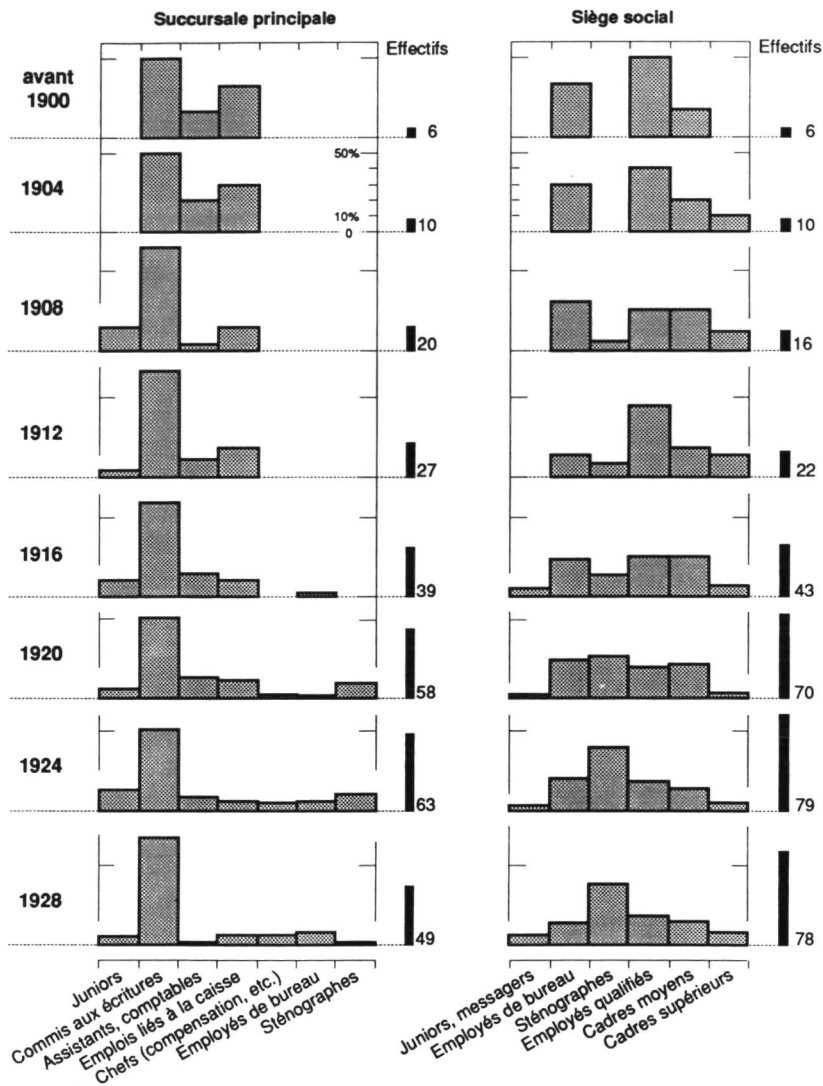 Succursale principale
Siège social
Effectifs
Effectifs
avant
1900
6
6
1904
50%
10%
0
10
10
1908
20
16
1912
27
22
1916
39
43
1920
58
70
1924
63
79
1928
49
78
Juniors
Commis aux écritures
Assistants, comptables
Emplois liés à la caisse
Chefs (compensation, etc.)
Employés de bureau
Sténographes
Juniors, messagers
Employés de bureau
Sténographes
Employés qualifiés
Cadres moyens
Cadres supérieurs